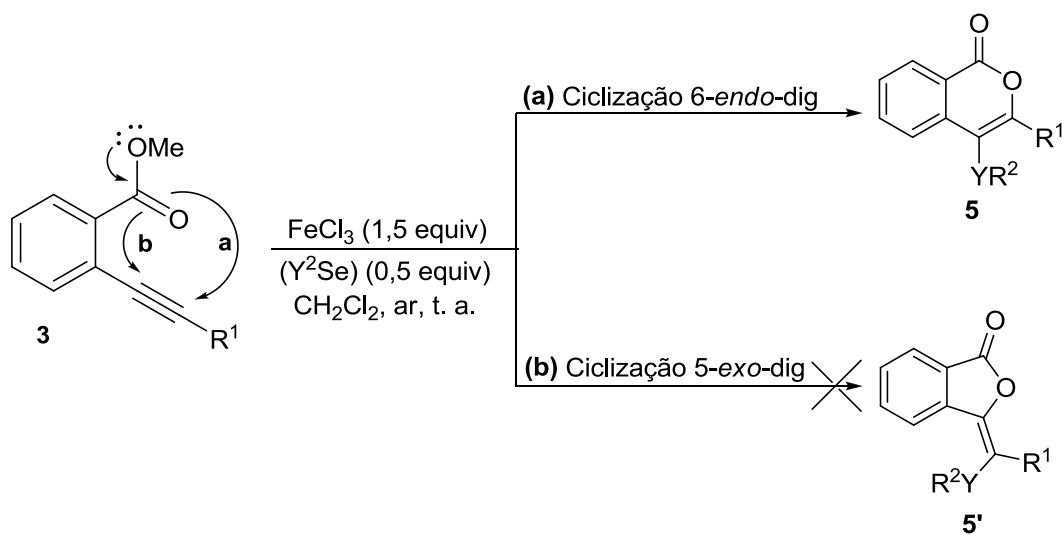 O
O
R¹
YR²
5
(a) Ciclização 6-endo-dig
OMe
O
b
a
R¹
3
FeCl₃ (1,5 equiv)
(Y²Se) (0,5 equiv)
CH₂Cl₂, ar, t. a.
(b) Ciclização 5-exo-dig
O
O
R¹
R²Y
5'